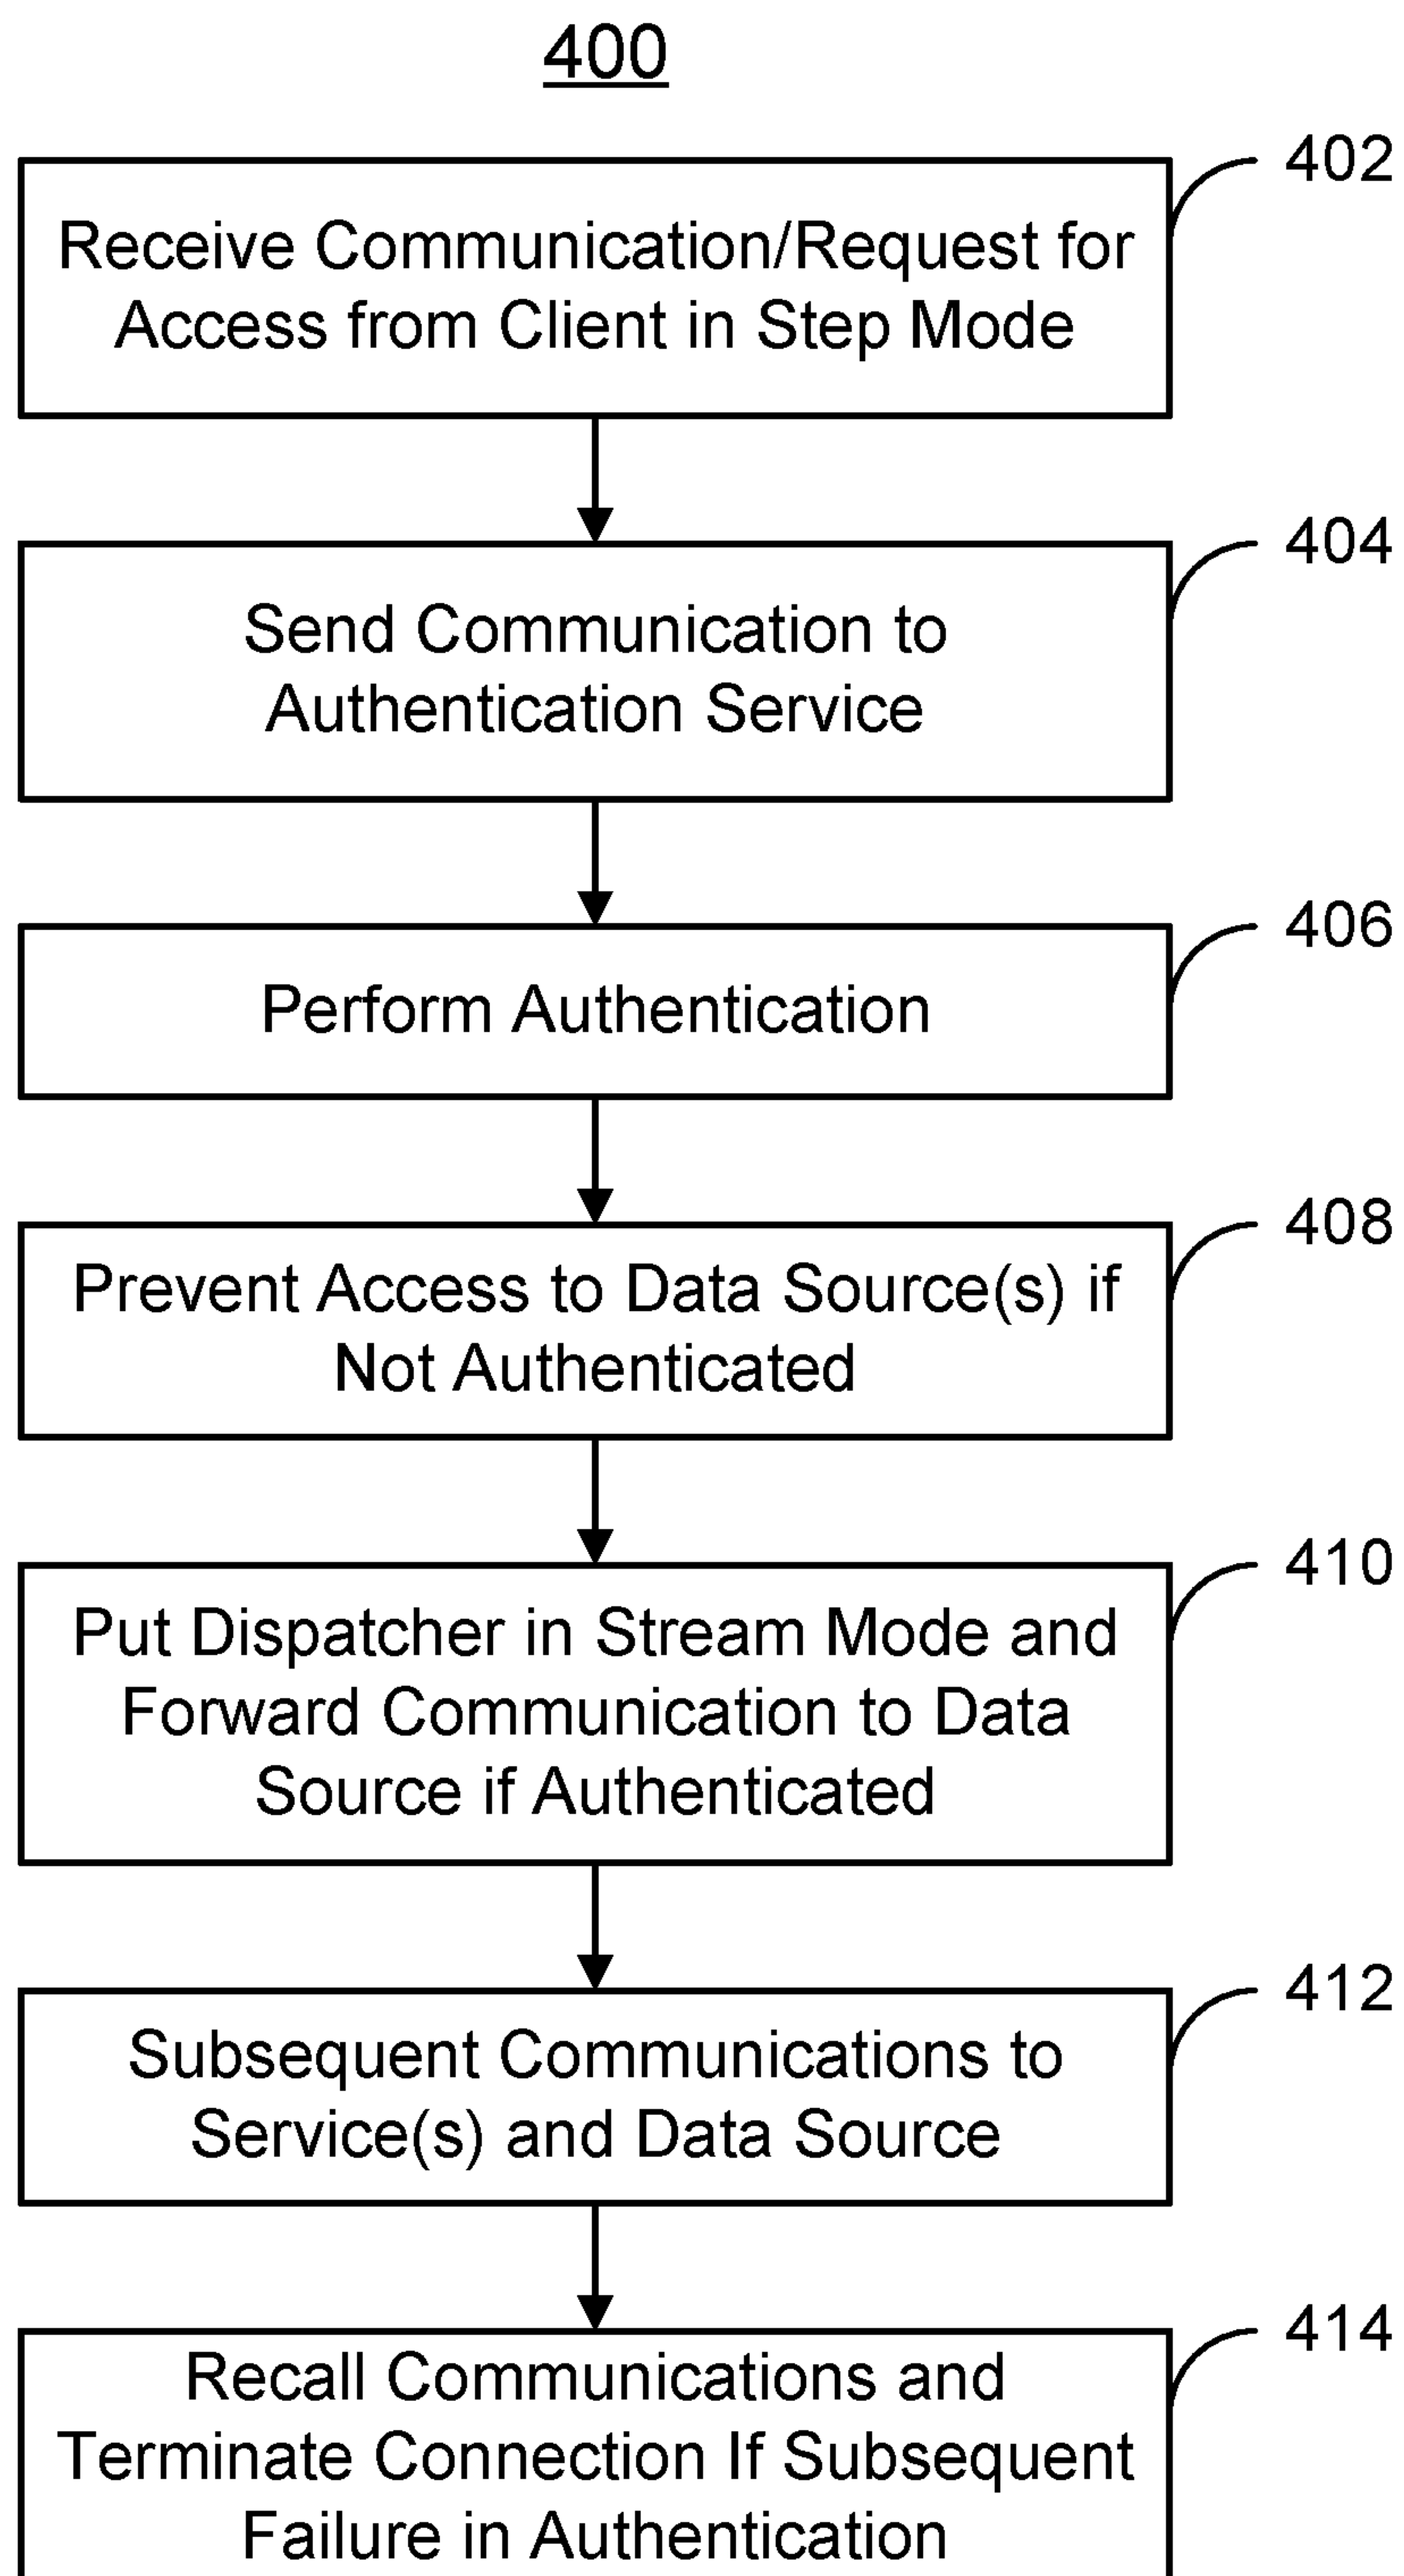 400
402
Receive Communication/Request for
Access from Client in Step Mode
404
Send Communication to
Authentication Service
406
Perform Authentication
408
Prevent Access to Data Source(s) if
Not Authenticated
410
Put Dispatcher in Stream Mode and
Forward Communication to Data
Source if Authenticated
412
Subsequent Communications to
Service(s) and Data Source
414
Recall Communications and
Terminate Connection If Subsequent
Failure in Authentication